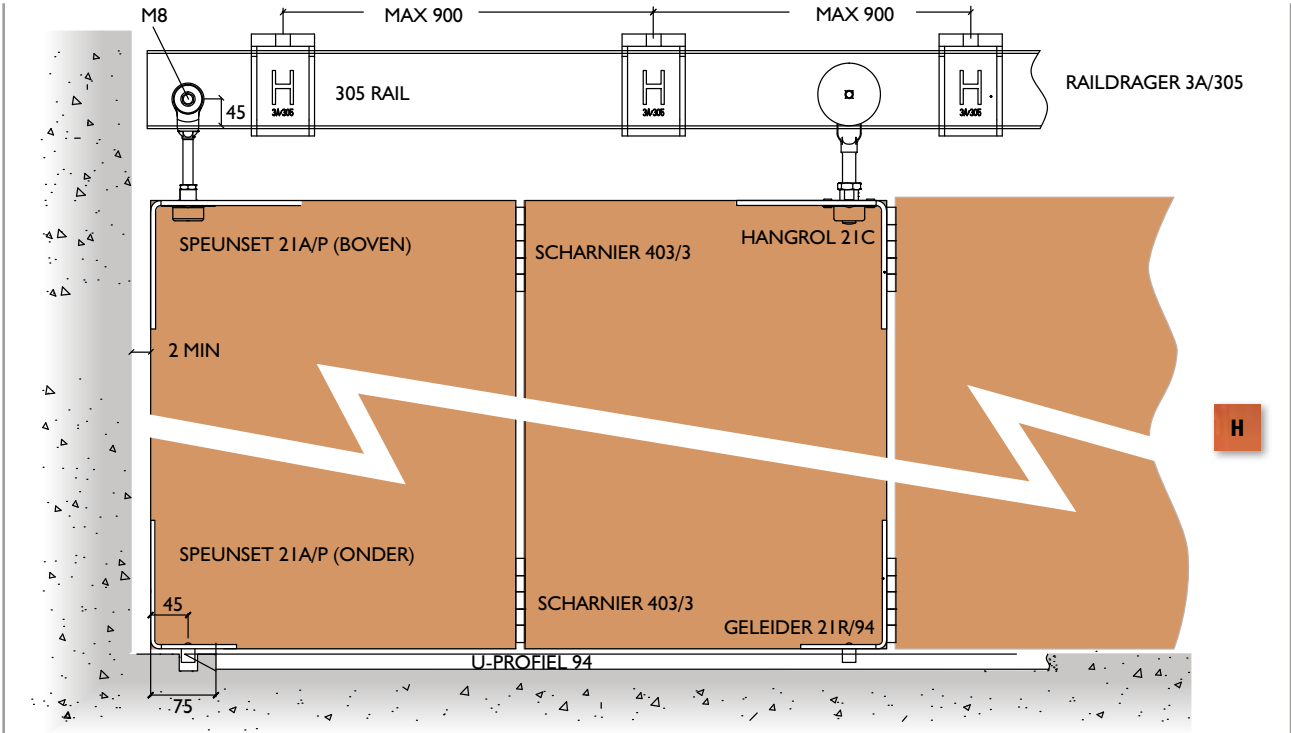 M8
MAX 900
MAX 900
305 RAIL
45
H
3A/305
H
3A/305
H
3A/305
RAILDRAGER 3A/305
SPEUNSET 21A/P (BOVEN)
SCHARNIER 403/3
HANGROL 21C
2 MIN
H
SPEUNSET 21A/P (ONDER)
45
SCHARNIER 403/3
GELEIDER 21R/94
U-PROFIEL 94
75